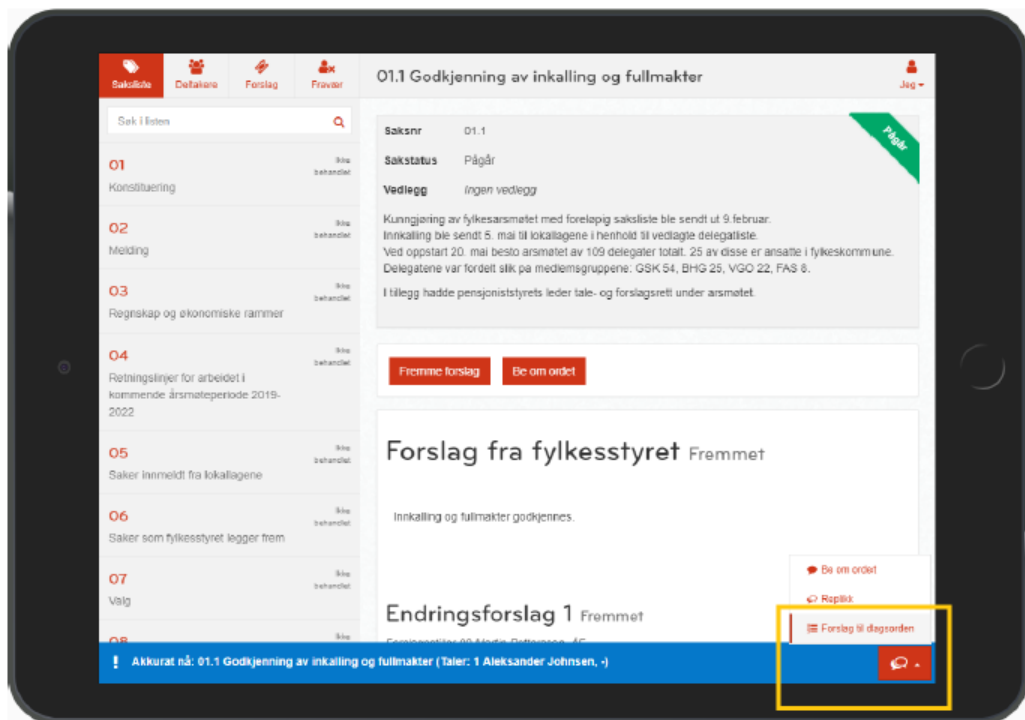 Saksliste
Deltakere
Forslag
Fravær
01.1 Godkjenning av inkalling og fullmakter
Jeg
Søk i listen
01
Ikke behandlet
Konstituering
02
Ikke behandlet
Melding
03
Ikke behandlet
Regnskap og økonomiske rammer
04
Ikke behandlet
Retningslinjer for arbeidet i
kommende årsmøteperiode 2019-
2022
05
Ikke behandlet
Saker innmeldt fra lokallagene
06
Ikke behandlet
Saker som fylkesstyret legger frem
07
Ikke behandlet
Valg
08
Ikke
Pågår
Saksnr 01.1
Sakstatus Pågår
Vedlegg Ingen vedlegg
Kunngjøring av fylkesarsmøtet med foreløpig saksliste ble sendt ut 9.februar.
Innkalling ble sendt 5. mai til lokallagene i henhold til vedlagte delegatliste.
Ved oppstart 20. mai besto arsmøtet av 109 delegater totalt. 25 av disse er ansatte i fylkeskommune.
Delegatene var fordelt slik pa medlemsgruppene: GSK 54, BHG 25, VGO 22, FAS 8.
I tillegg hadde pensjoniststyrets leder tale- og forslagsrett under arsmøtet.
Fremme forslag
Be om ordet
Forslag fra fylkesstyret Fremmet
Innkalling og fullmakter godkjennes.
Endringsforslag 1 Fremmet
Be om ordet
Replikk
Forslag til dagsorden
! Akkurat nå: 01.1 Godkjenning av inkalling og fullmakter (Taler: 1 Aleksander Johnsen, -)